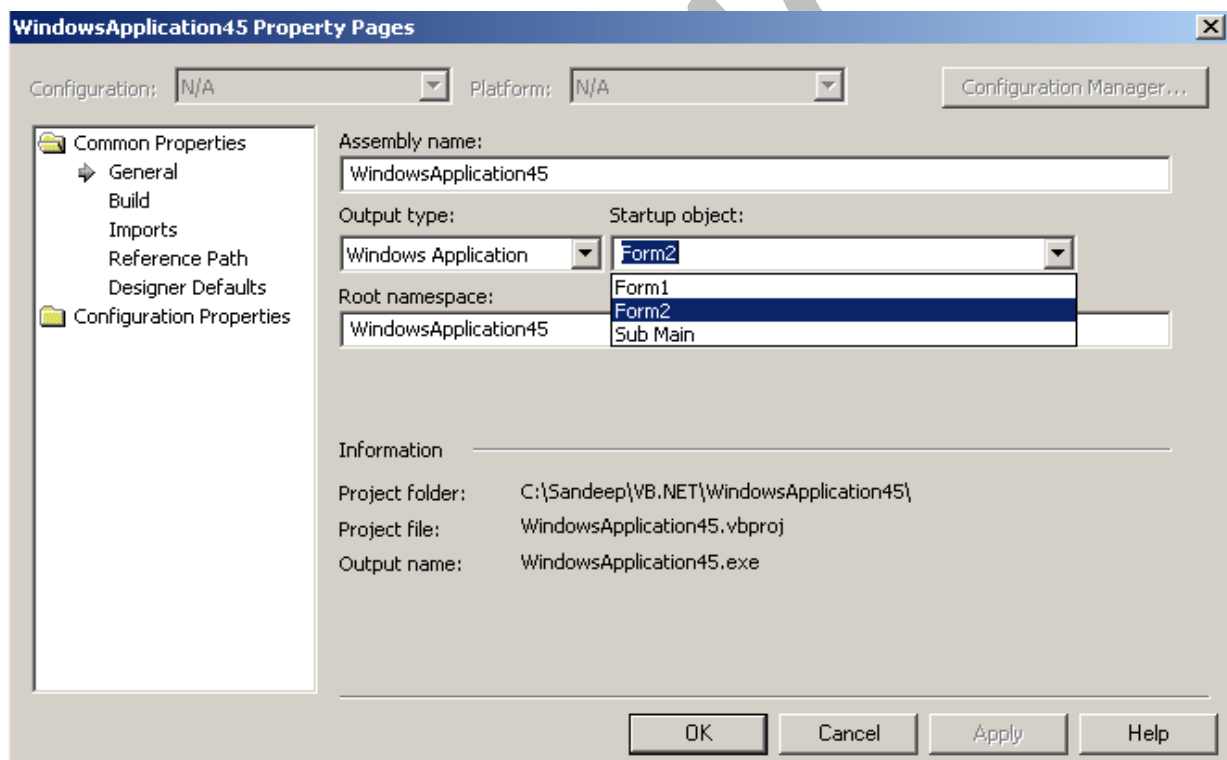 WindowsApplication45 Property Pages
Configuration: N/A Platform: N/A Configuration Manager...
Common Properties
General
Build
Imports
Reference Path
Designer Defaults
Configuration Properties
Assembly name:
WindowsApplication45
Output type: Startup object:
Windows Application Form2
Form1
Form2
Sub Main
Root namespace:
WindowsApplication45
Information
Project folder: C:\Sandeep\VB.NET\WindowsApplication45\
Project file: WindowsApplication45.vbproj
Output name: WindowsApplication45.exe
OK Cancel Apply Help